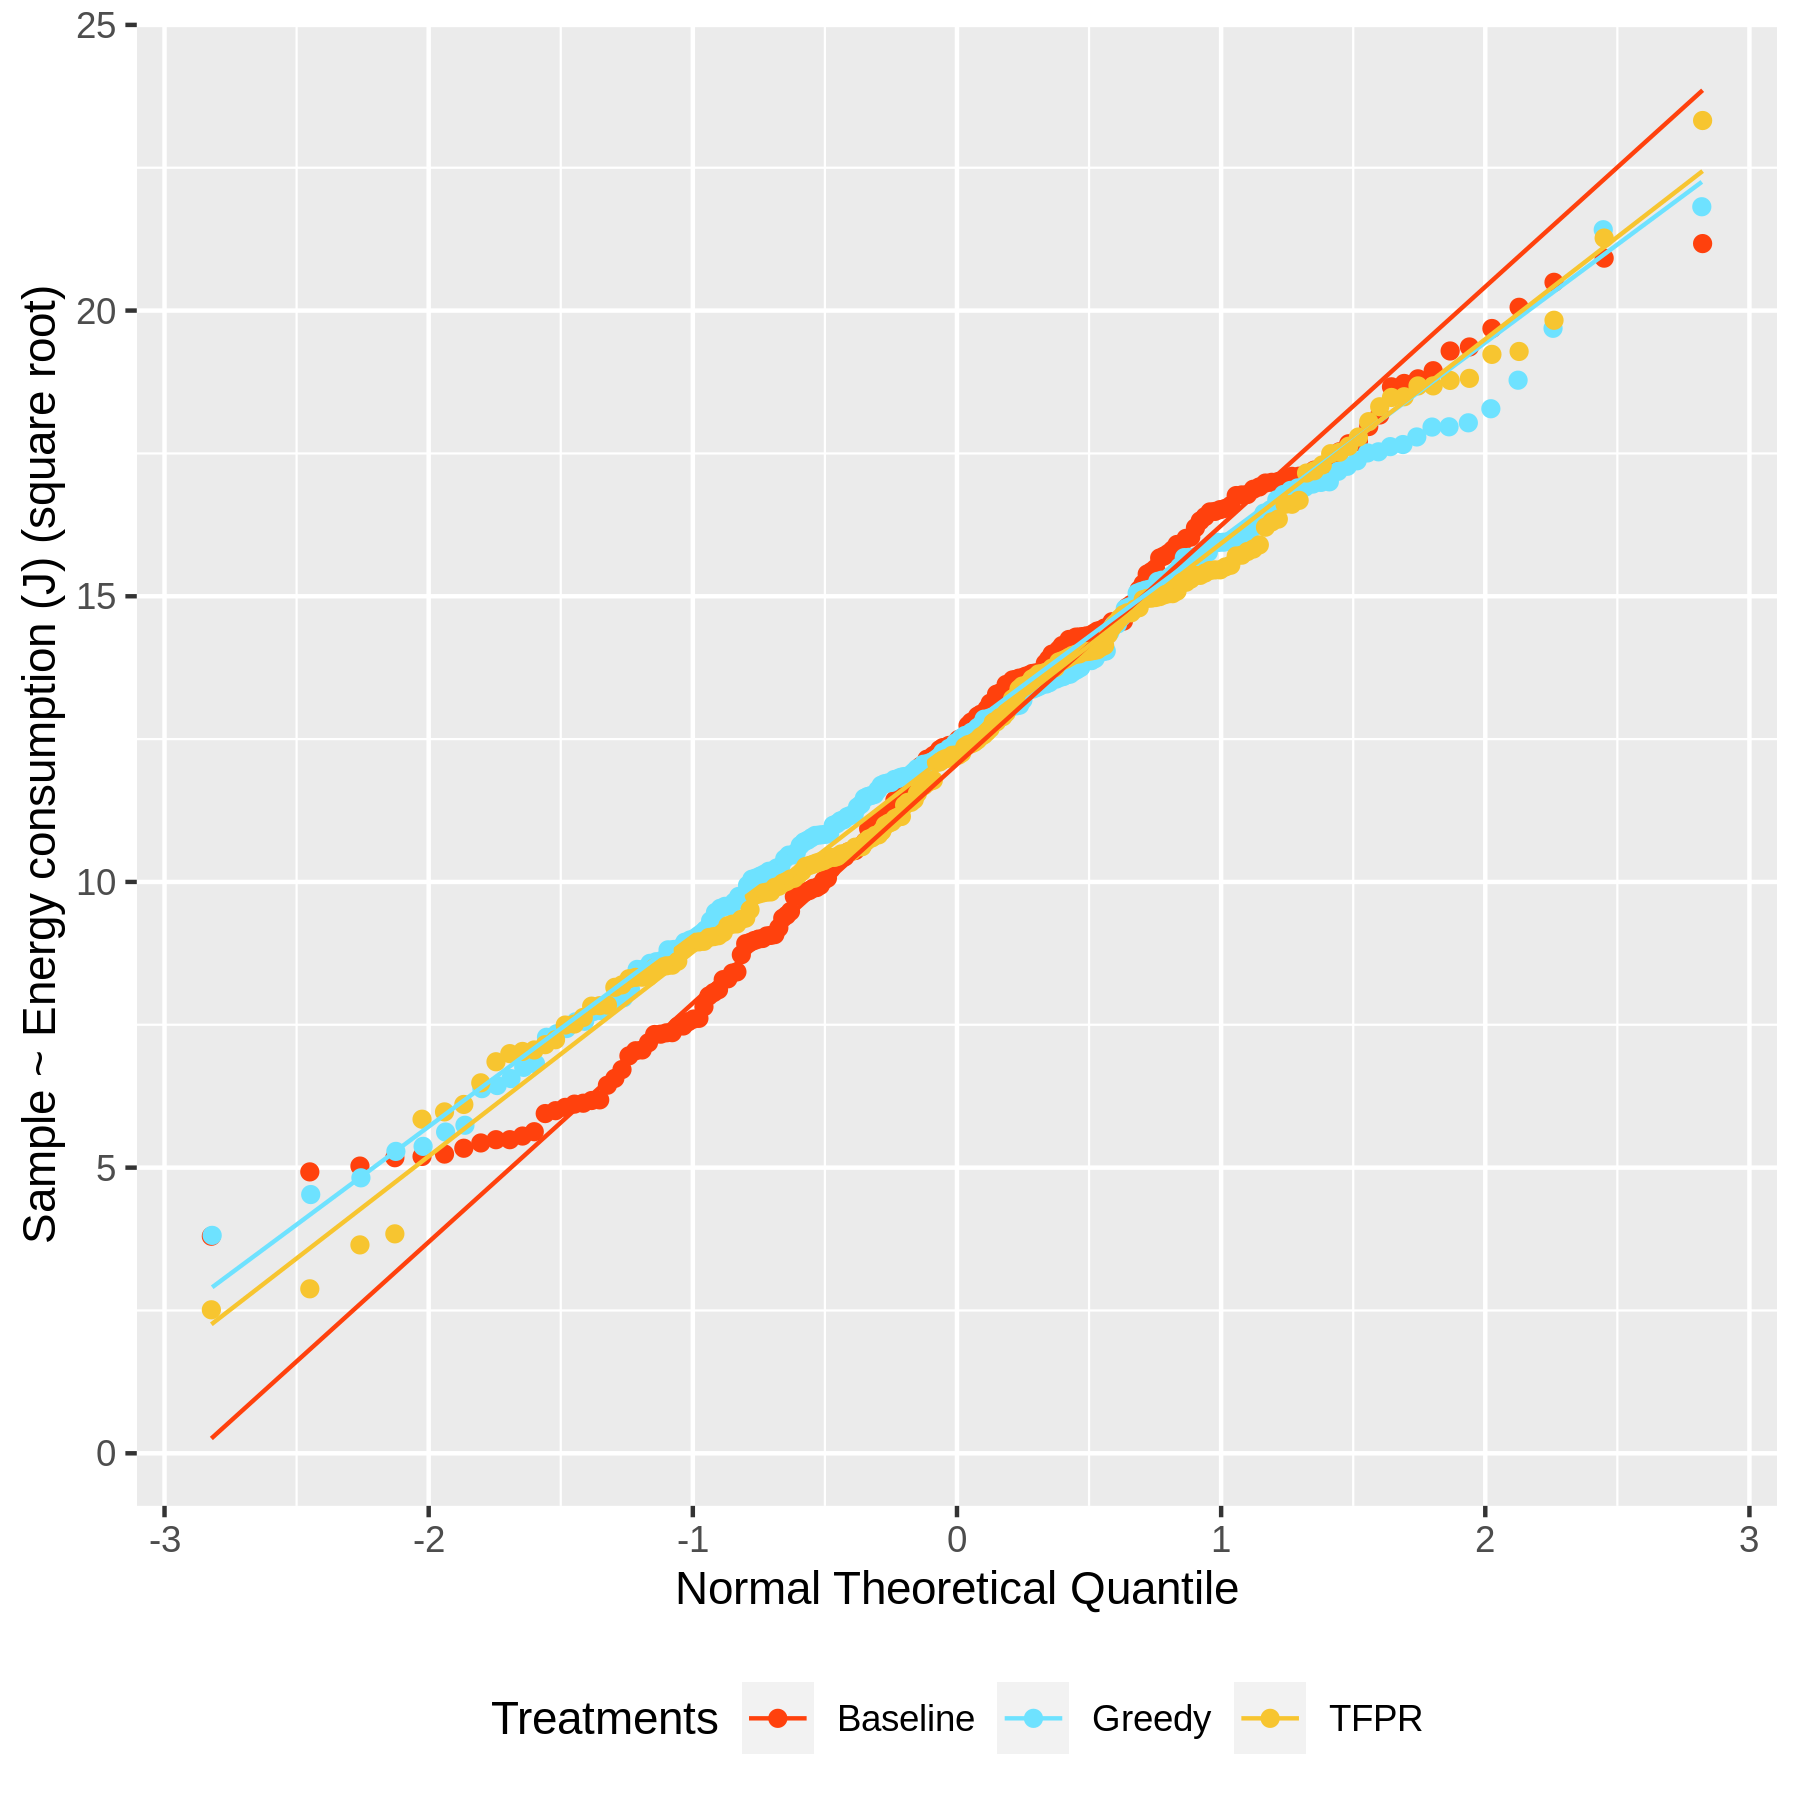 Sample ~ Energy consumption (J) (square root)
25
20
15
10
5
0
-3 -2 -1 0 1 2 3
Normal Theoretical Quantile
Treatments Baseline Greedy TFPR